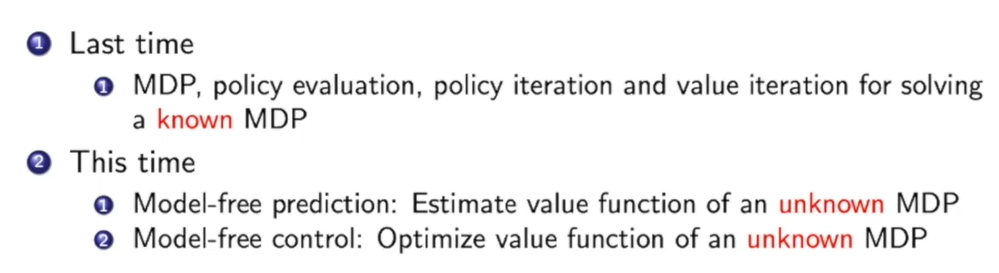 1 Last time
1 MDP, policy evaluation, policy iteration and value iteration for solving
a known MDP
2 This time
1 Model-free prediction: Estimate value function of an unknown MDP
2 Model-free control: Optimize value function of an unknown MDP